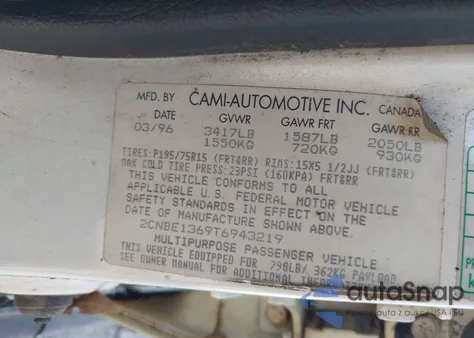 MFD. BY CAMI-AUTOMOTIVE INC. CANADA
DATE GVWR GAWR FRT GAWR RR
03/96 3417LB 1587LB 2050LB
1550KG 720KG 930KG
TIRES:P195/75R15 (FRT&RR) RIMS:15X5 1/2JJ (FRT&RR)
MAX COLD TIRE PRESS:23PSI (160KPA) FRT&RR
THIS VEHICLE CONFORMS TO ALL
APPLICABLE U.S. FEDERAL MOTOR VEHICLE
SAFETY STANDARDS IN EFFECT ON THE
DATE OF MANUFACTURE SHOWN ABOVE.
2CNBE1369T6943219
MULTIPURPOSE PASSENGER VEHICLE
THIS VEHICLE EQUIPPED FOR 798LB/ 362KG PAYLOAD
SEE OWNER MANUAL FOR ADDITIONAL
autoSnap